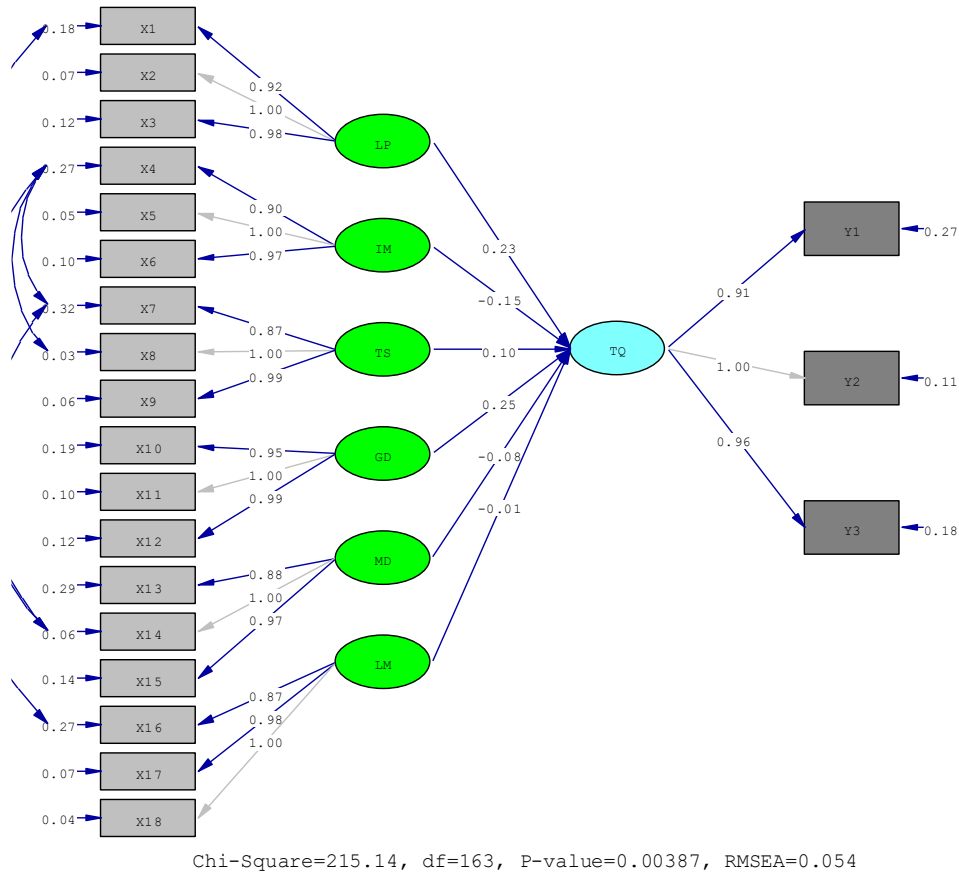 0.18 X1
0.07 X2
0.12 X3
0.27 X4
0.05 X5
0.10 X6
0.32 X7
0.03 X8
0.06 X9
0.19 X10
0.10 X11
0.12 X12
0.29 X13
0.06 X14
0.14 X15
0.27 X16
0.07 X17
0.04 X18
0.92
1.00
0.98
0.90
1.00
0.97
0.87
1.00
0.99
0.95
1.00
0.99
0.88
1.00
0.97
0.87
0.98
1.00
LP
IM
TS
GD
MD
LM
0.23
-0.15
0.10
0.25
-0.08
-0.01
TQ
0.91
1.00
0.96
Y1 0.27
Y2 0.11
Y3 0.18
Chi-Square=215.14, df=163, P-value=0.00387, RMSEA=0.054